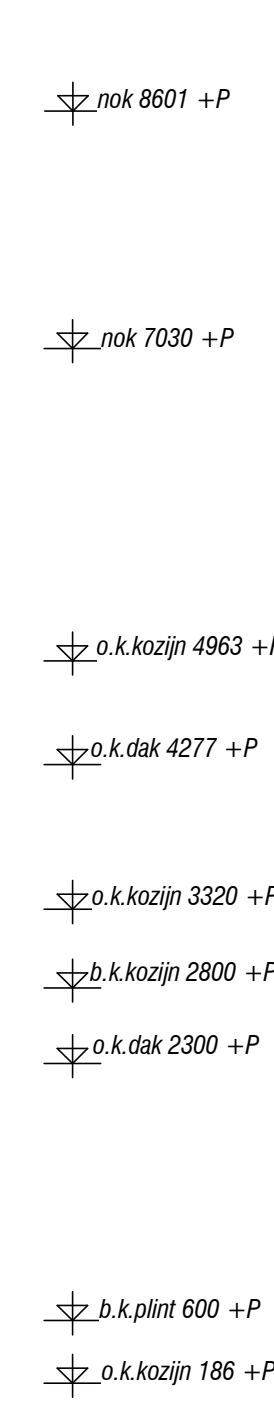 nok 8601 +P
nok 7030 +P
o.k.kozijn 4963 +P
o.k.dak 4277 +P
o.k.kozijn 3320 +P
b.k.kozijn 2800 +P
o.k.dak 2300 +P
b.k.plint 600 +P
o.k.kozijn 186 +P